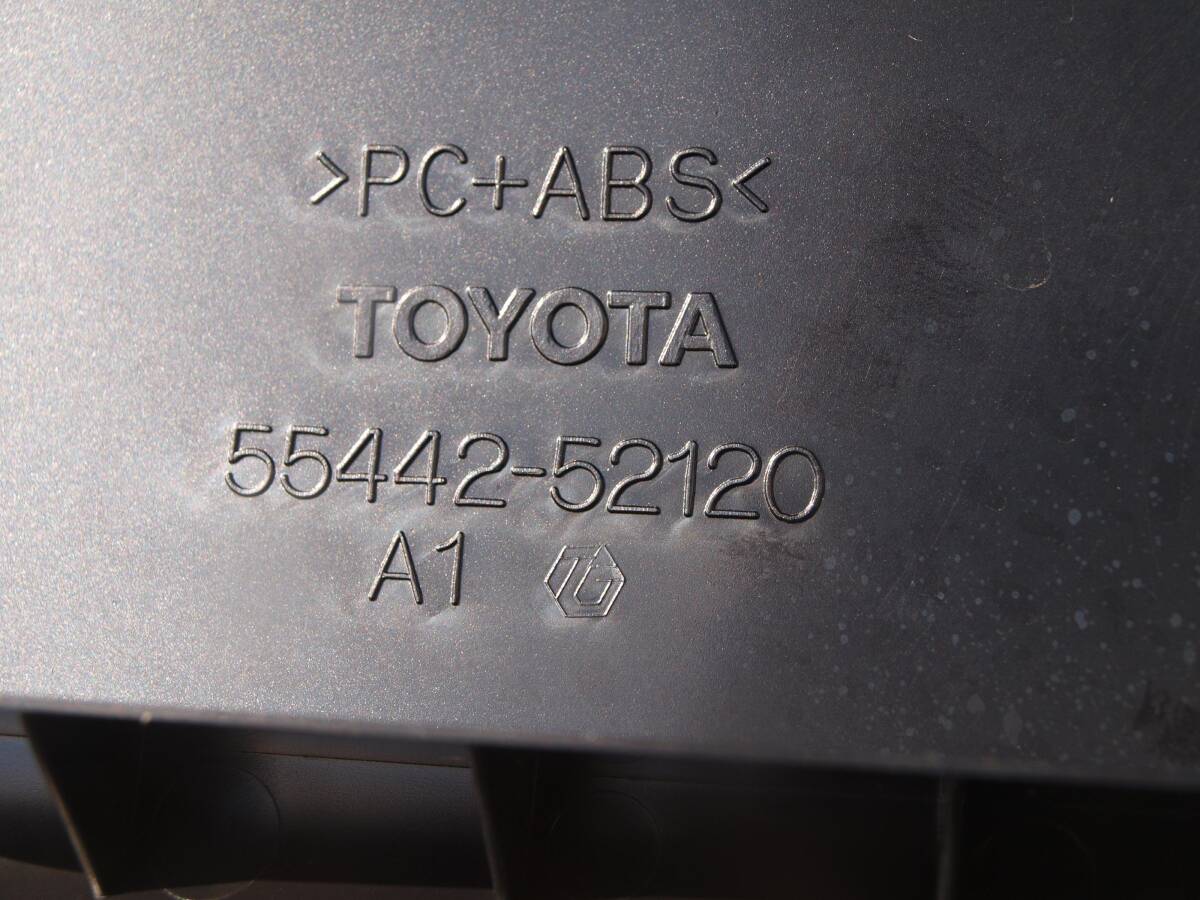 >PC+ABS<
TOYOTA
55442-52120
A1 TG